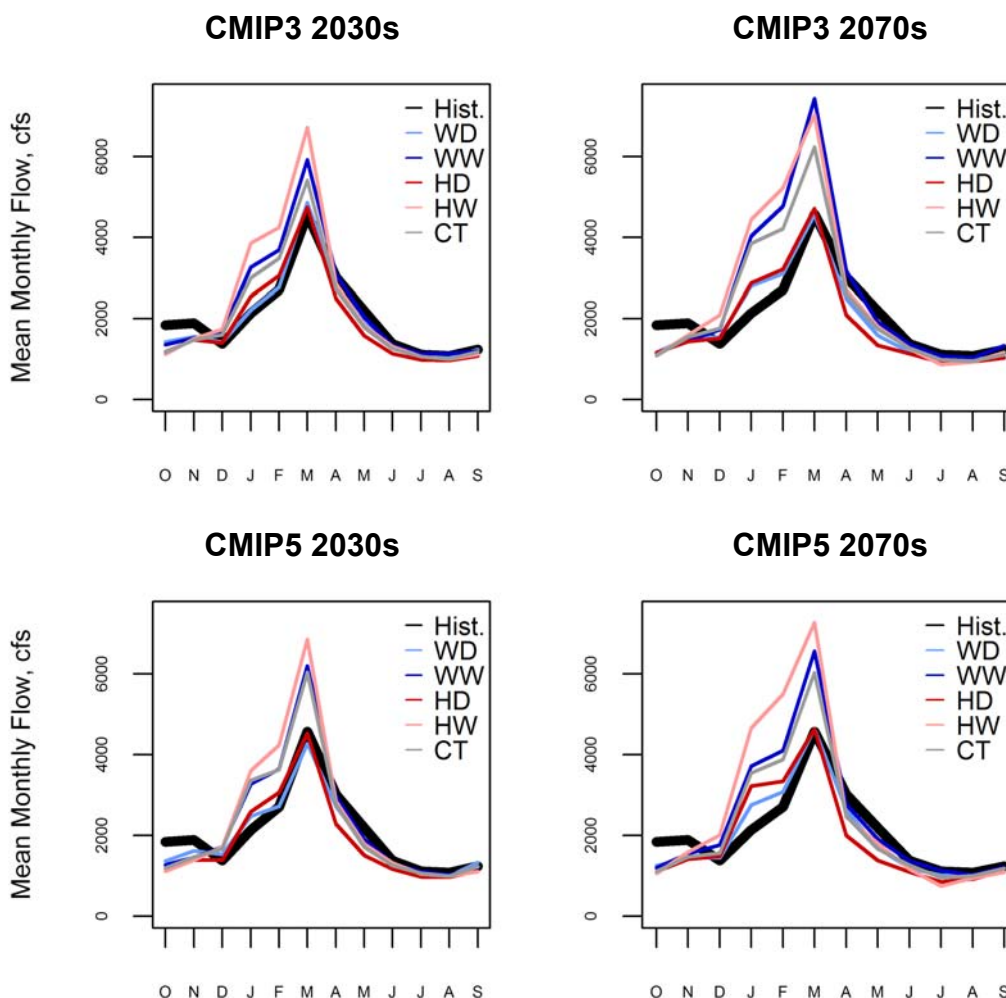 CMIP3 2030s
Mean Monthly Flow, cfs
6000
4000
2000
0
Hist.
WD
WW
HD
HW
CT
O N D J F M A M J J A S
CMIP3 2070s
6000
4000
2000
0
Hist.
WD
WW
HD
HW
CT
O N D J F M A M J J A S
CMIP5 2030s
Mean Monthly Flow, cfs
6000
4000
2000
0
Hist.
WD
WW
HD
HW
CT
O N D J F M A M J J A S
CMIP5 2070s
6000
4000
2000
0
Hist.
WD
WW
HD
HW
CT
O N D J F M A M J J A S